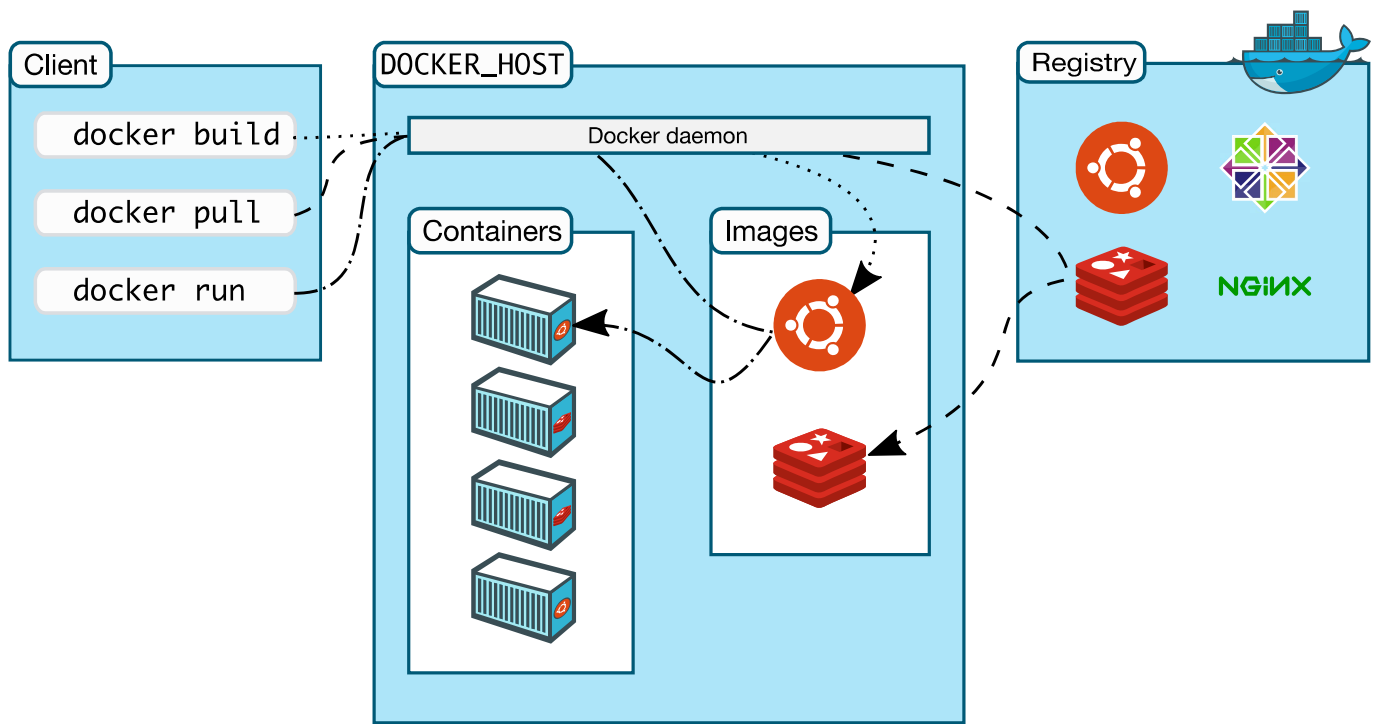 Client
docker build
docker pull
docker run
DOCKER_HOST
Docker daemon
Containers
Images
Registry
NGINX